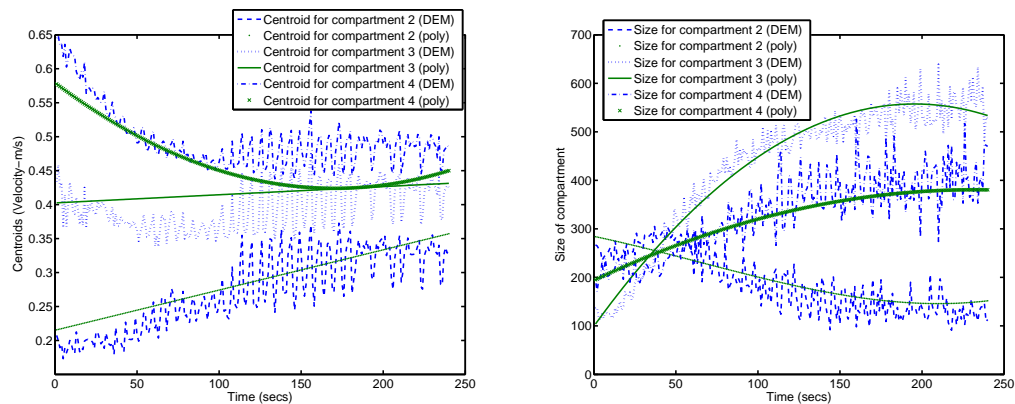 Centroid for compartment 2 (DEM)
Centroid for compartment 2 (poly)
Centroid for compartment 3 (DEM)
Centroid for compartment 3 (poly)
Centroid for compartment 4 (DEM)
Centroid for compartment 4 (poly)
0.65
0.6
0.55
0.5
0.45
0.4
0.35
0.3
0.25
0.2
Centroids (Velocity−m/s)
0 50 100 150 200 250
Time (secs)
Size for compartment 2 (DEM)
Size for compartment 2 (poly)
Size for compartment 3 (DEM)
Size for compartment 3 (poly)
Size for compartment 4 (DEM)
Size for compartment 4 (poly)
700
600
500
400
300
200
100
0
Size of compartment
0 50 100 150 200 250
Time (secs)